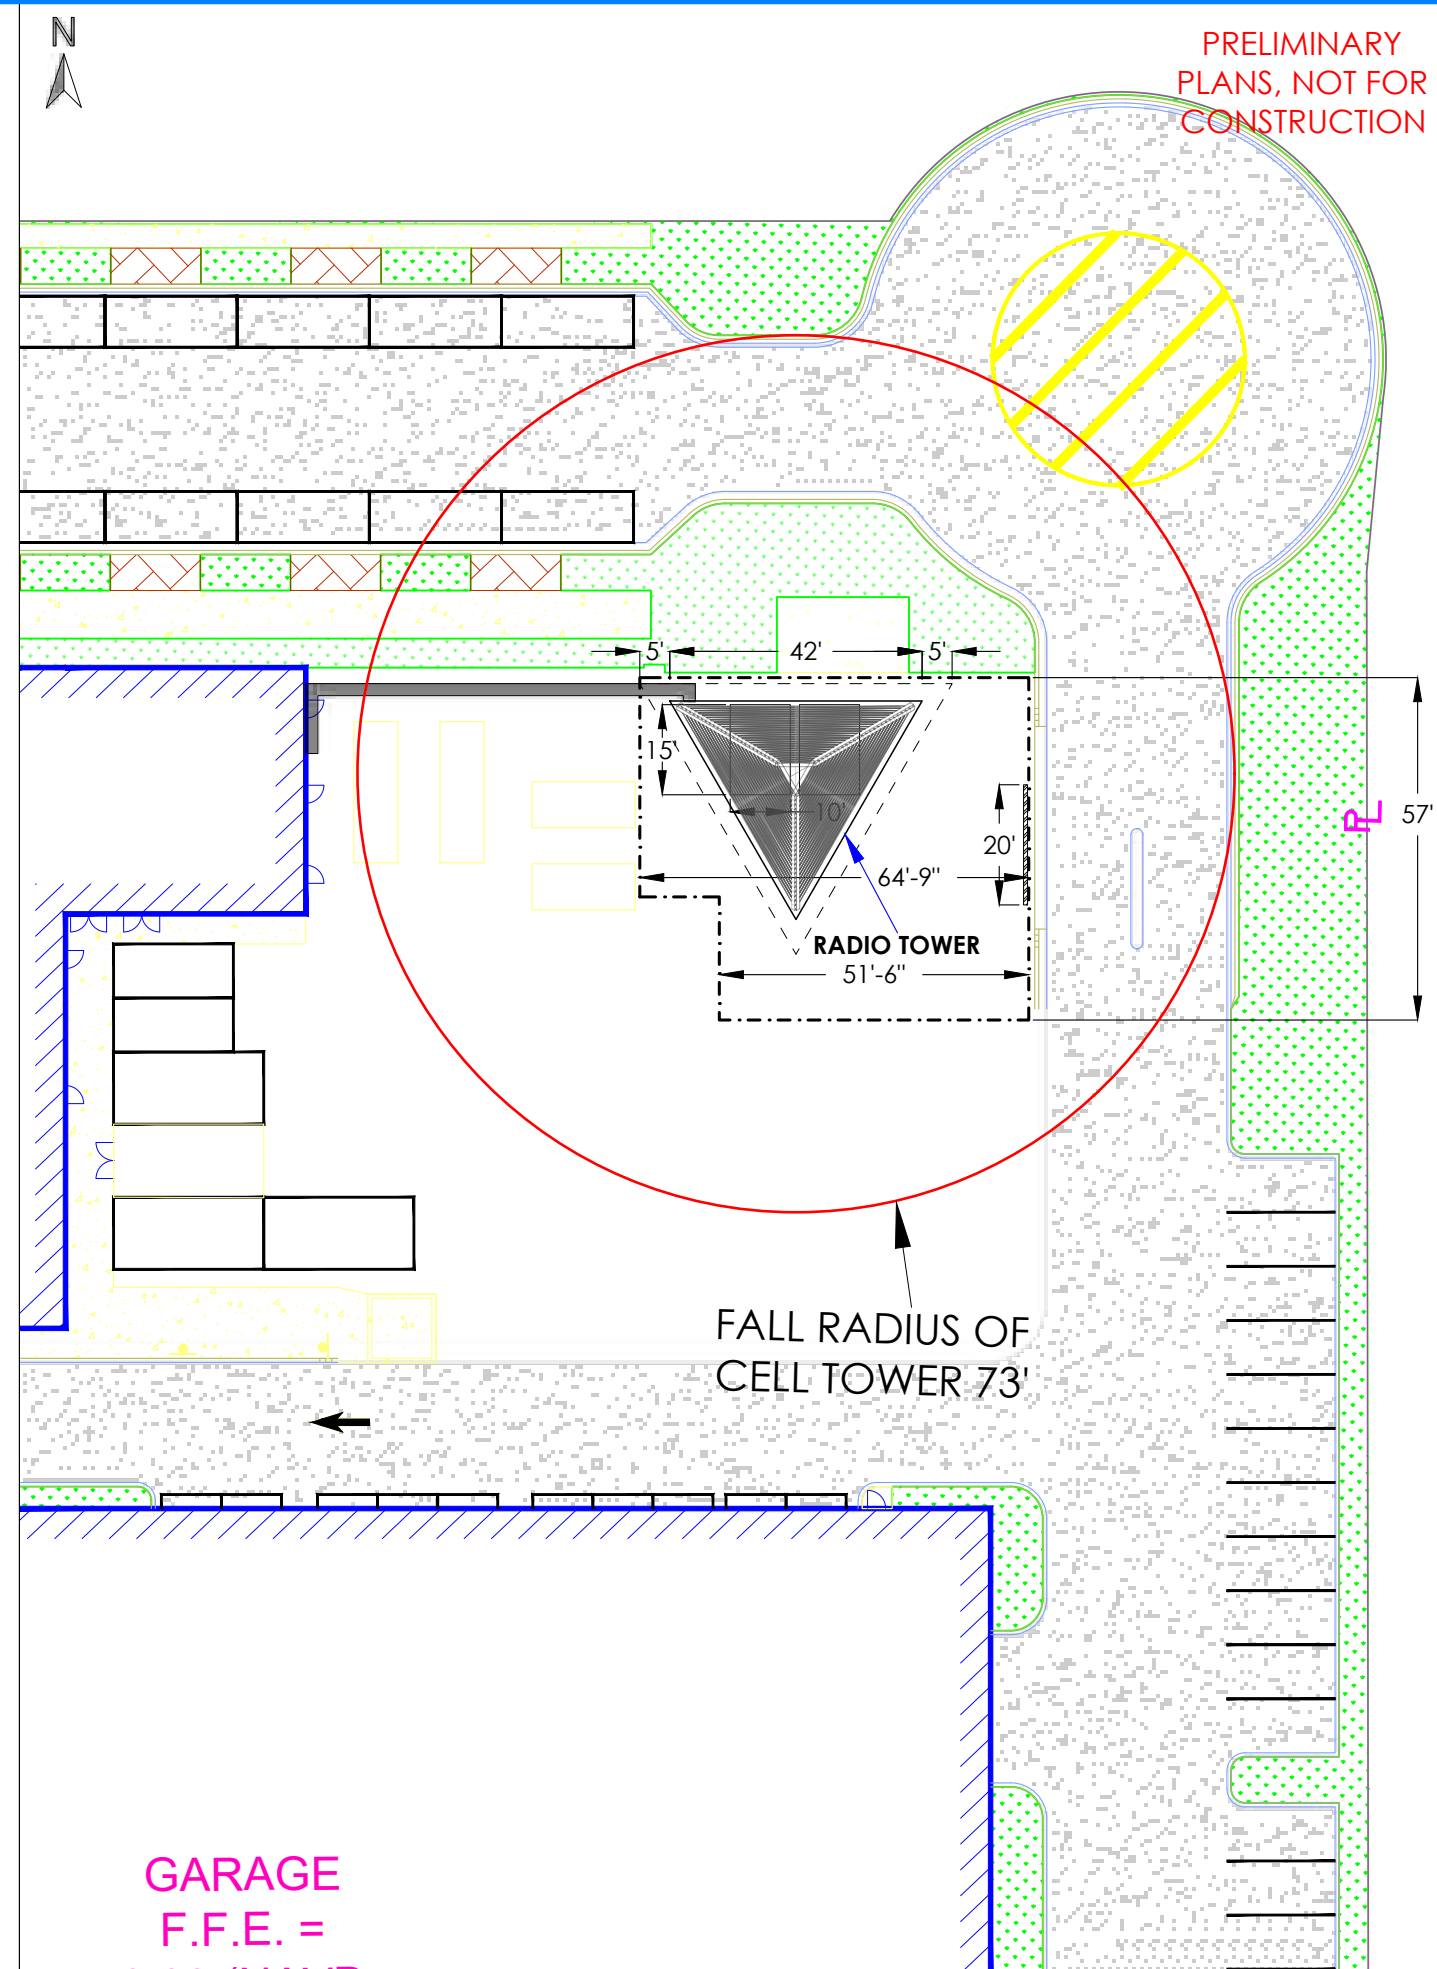 N
PRELIMINARY
PLANS, NOT FOR
CONSTRUCTION
5' 42' 5'
15'
10'
20'
57'
PL
64'-9"
RADIO TOWER
51'-6"
FALL RADIUS OF
CELL TOWER 73'
GARAGE
F.F.E. =